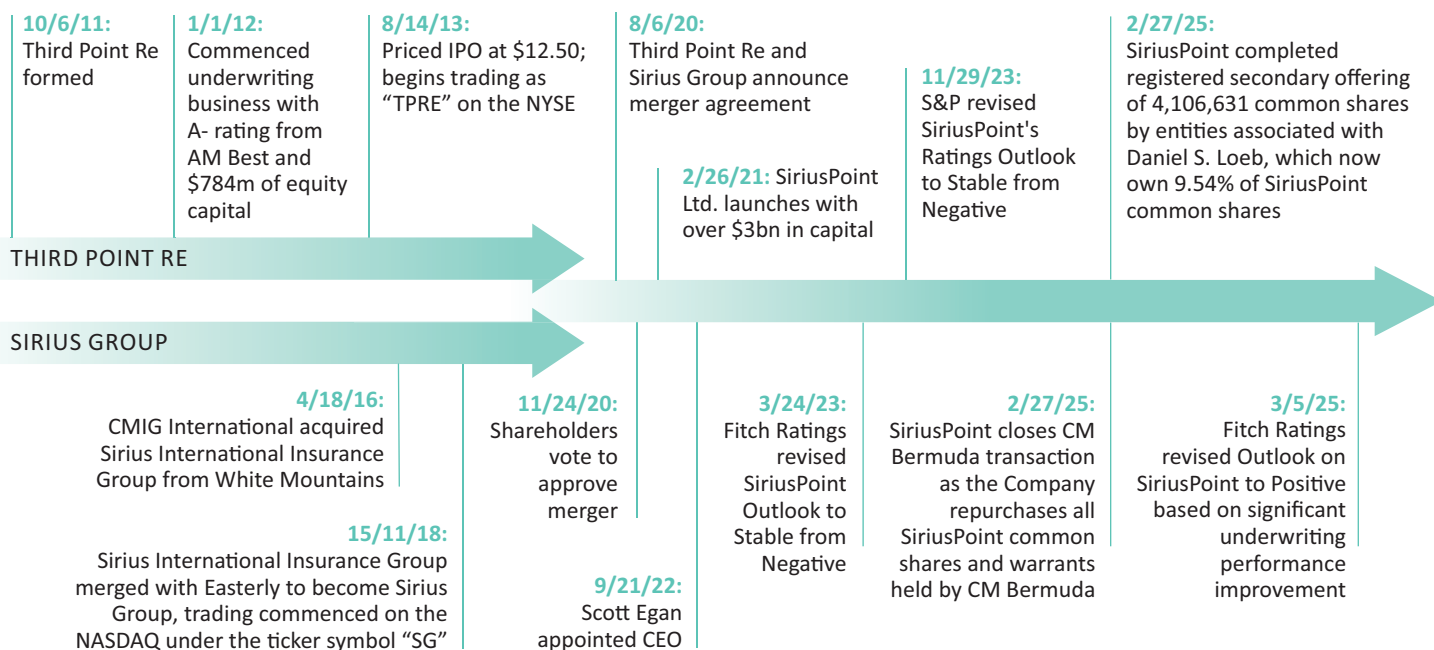 10/6/11:
Third Point Re
formed
1/1/12:
Commenced
underwriting
business with
A- rating from
AM Best and
$784m of equity
capital
8/14/13:
Priced IPO at $12.50;
begins trading as
“TPRE” on the NYSE
8/6/20:
Third Point Re and
Sirius Group announce
merger agreement
2/26/21: SiriusPoint
Ltd. launches with
over $3bn in capital
11/29/23:
S&P revised
SiriusPoint's
Ratings Outlook
to Stable from
Negative
2/27/25:
SiriusPoint completed
registered secondary offering
of 4,106,631 common shares
by entities associated with
Daniel S. Loeb, which now
own 9.54% of SiriusPoint
common shares
THIRD POINT RE
SIRIUS GROUP
4/18/16:
CMIG International acquired
Sirius International Insurance
Group from White Mountains
15/11/18:
Sirius International Insurance Group
merged with Easterly to become Sirius
Group, trading commenced on the
NASDAQ under the ticker symbol “SG”
11/24/20:
Shareholders
vote to
approve
merger
9/21/22:
Scott Egan
appointed CEO
3/24/23:
Fitch Ratings
revised
SiriusPoint
Outlook to
Stable from
Negative
2/27/25:
SiriusPoint closes CM
Bermuda transaction
as the Company
repurchases all
SiriusPoint common
shares and warrants
held by CM Bermuda
3/5/25:
Fitch Ratings
revised Outlook on
SiriusPoint to Positive
based on significant
underwriting
performance
improvement